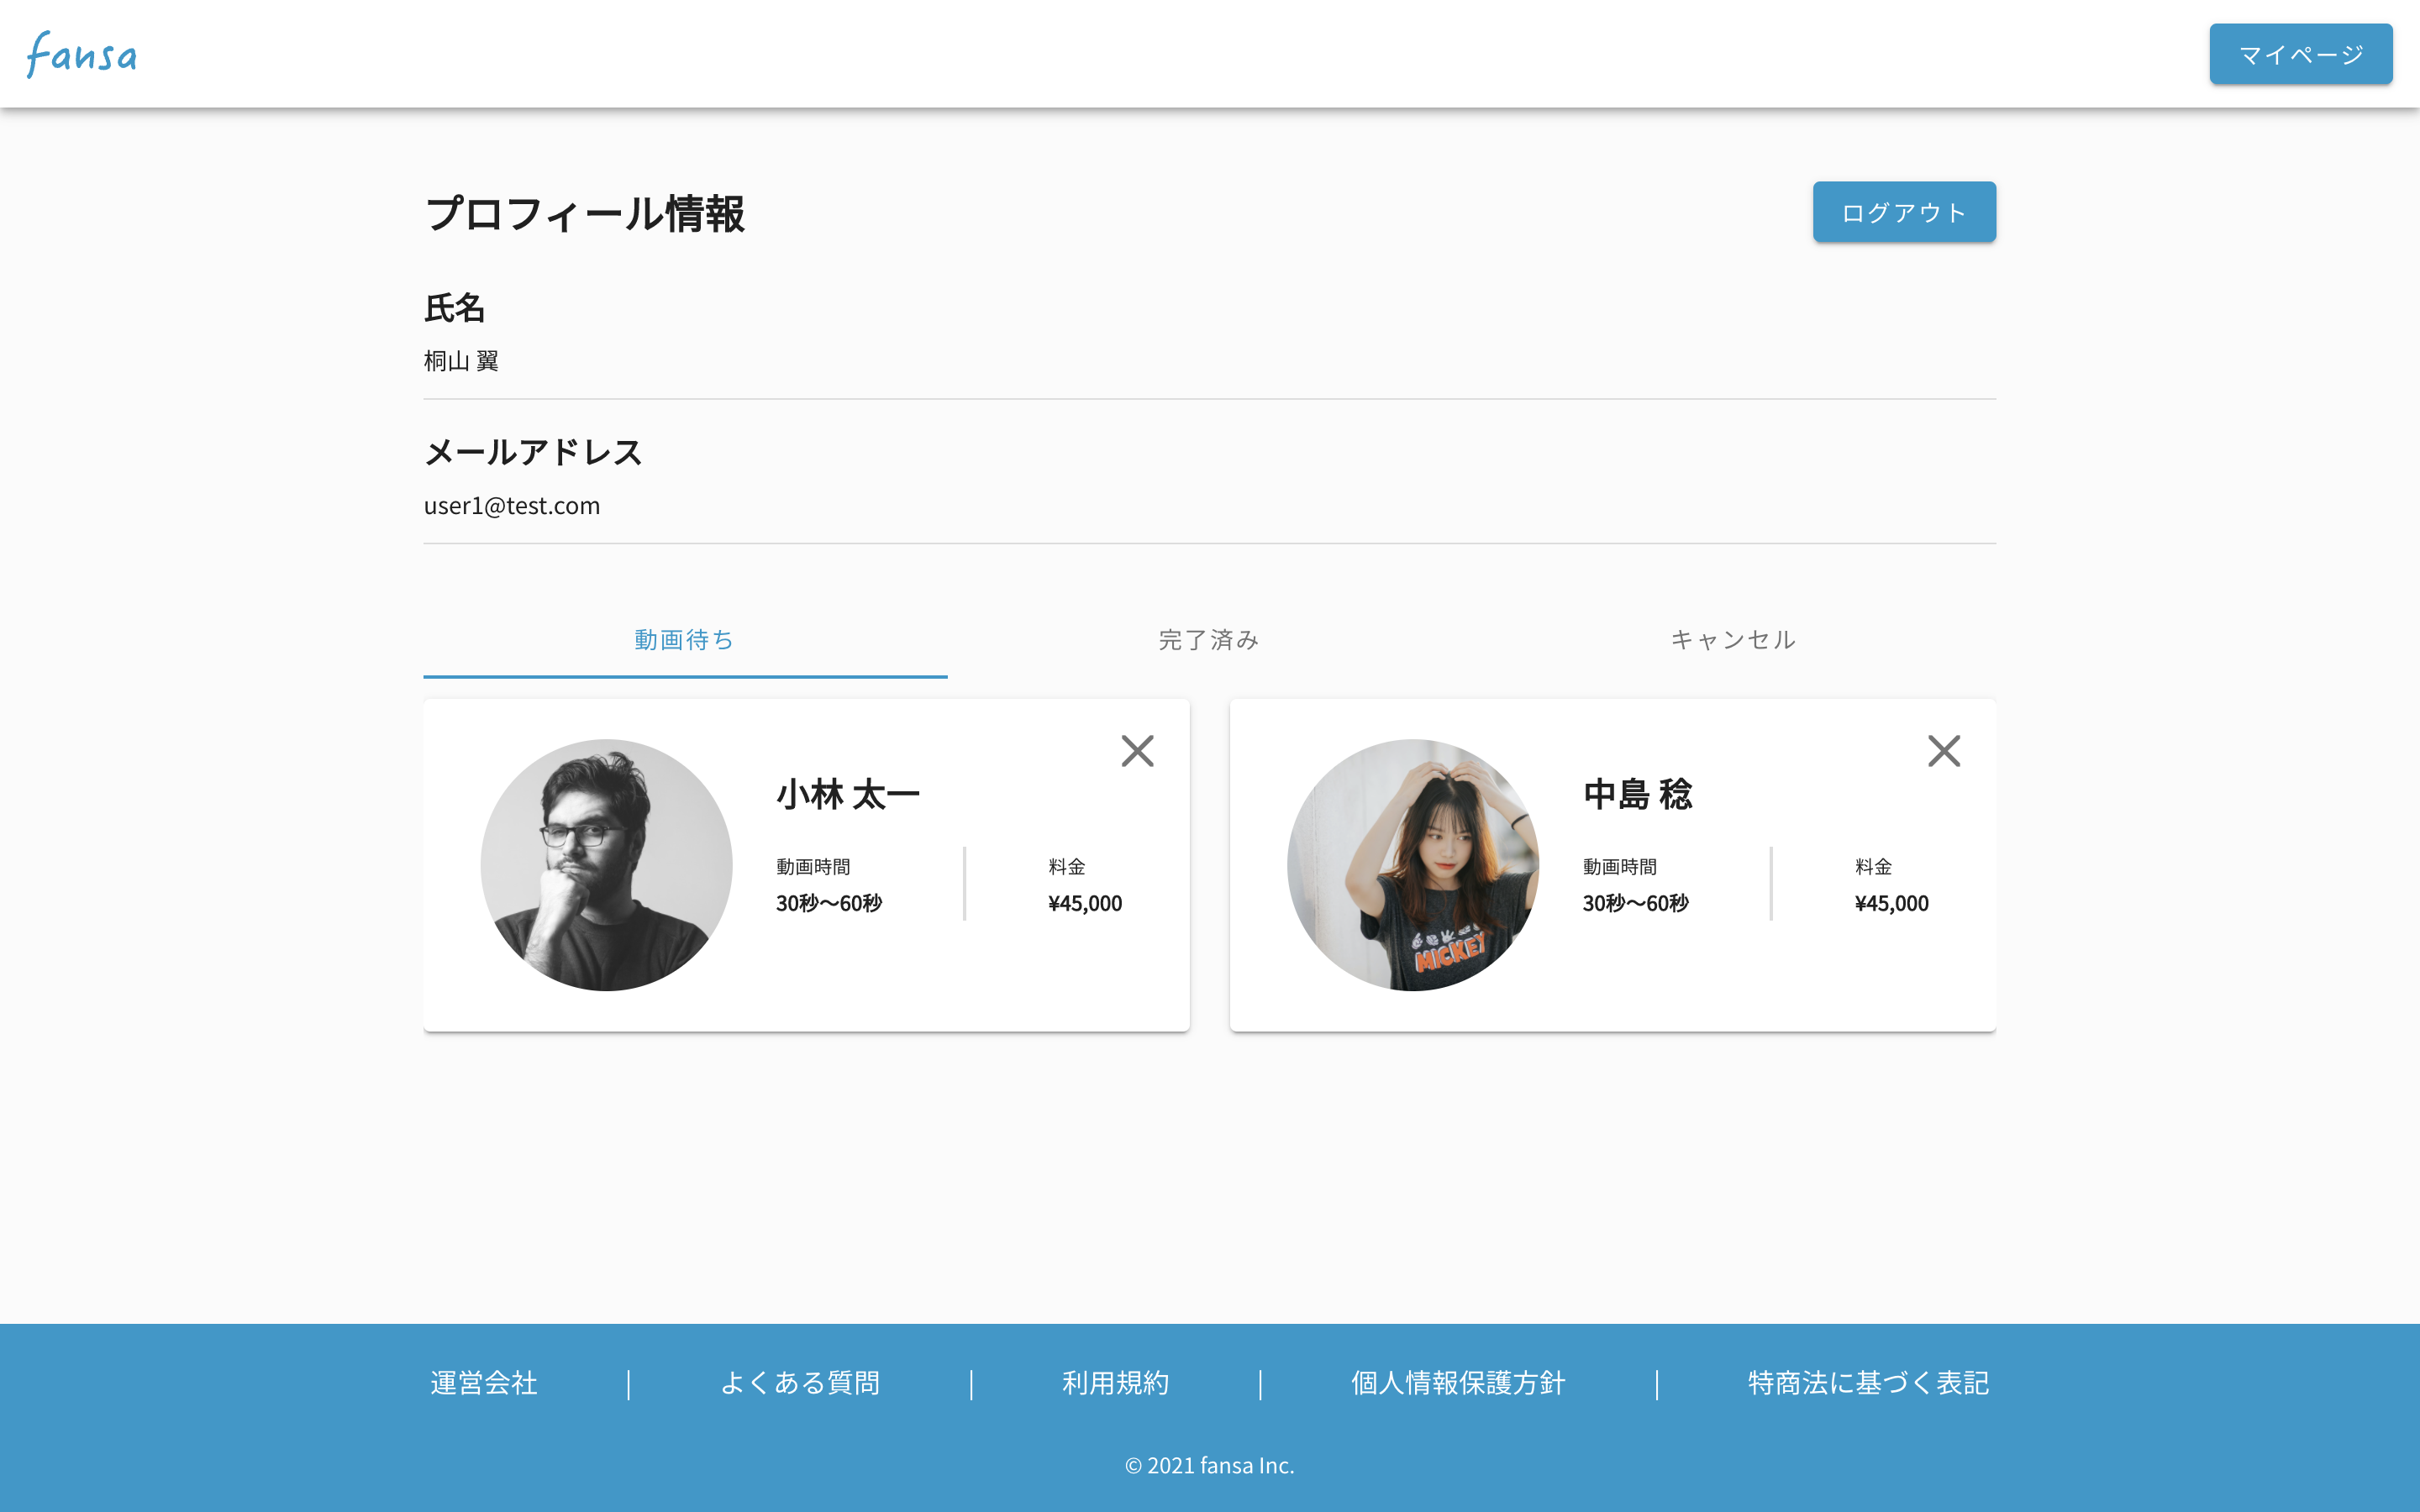 fansa
マイページ
プロフィール情報
ログアウト
氏名
桐山 翼
メールアドレス
user1@test.com
動画待ち
完了済み
キャンセル
小林 太一
動画時間
料金
30秒〜60秒
¥45,000
中島 稔
動画時間
料金
30秒〜60秒
¥45,000
MICKEY
運営会社
よくある質問
利用規約
個人情報保護方針
特商法に基づく表記
© 2021 fansa Inc.